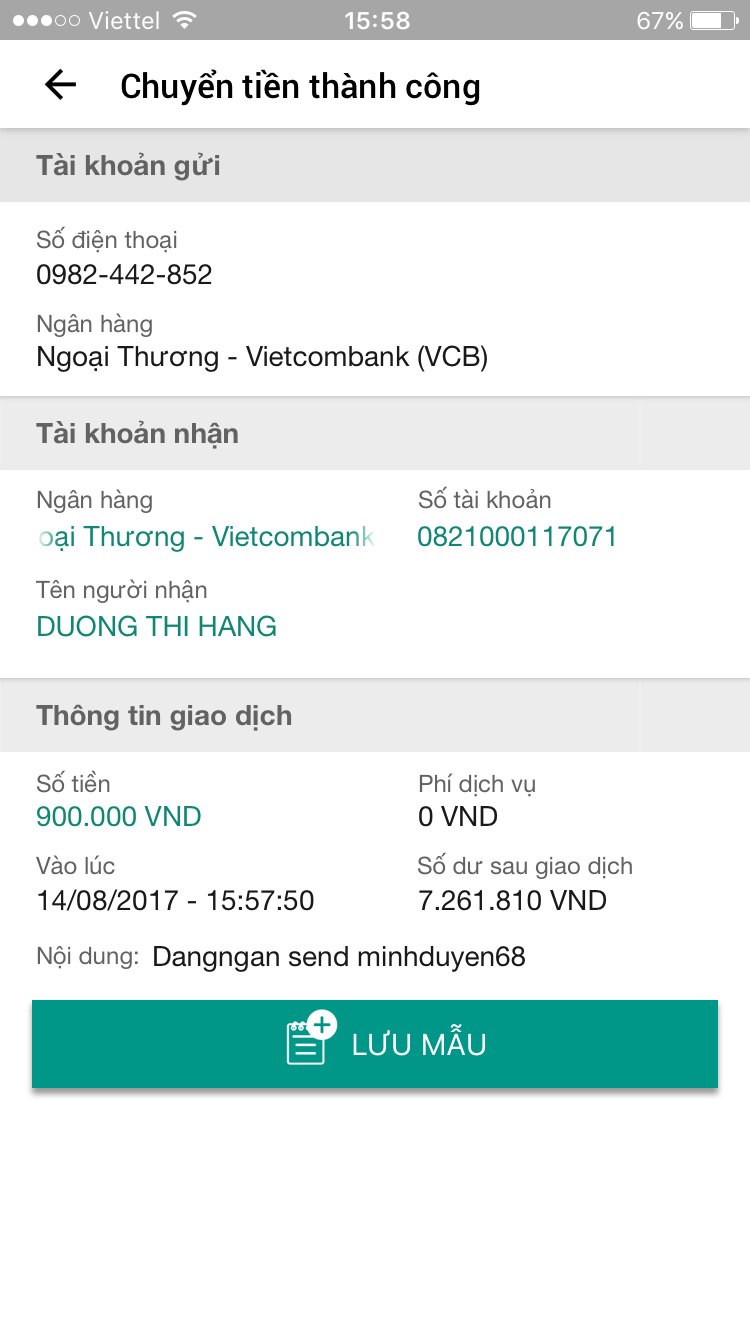 Viettel 15:58 67%
Chuyển tiền thành công
Tài khoản gửi
Số điện thoại
0982-442-852
Ngân hàng
Ngoại Thương - Vietcombank (VCB)
Tài khoản nhận
Ngân hàng Số tài khoản
oại Thương - Vietcombank 0821000117071
Tên người nhận
DUONG THI HANG
Thông tin giao dịch
Số tiền Phí dịch vụ
900.000 VND 0 VND
Vào lúc Số dư sau giao dịch
14/08/2017 - 15:57:50 7.261.810 VND
Nội dung: Dangngan send minhduyen68
LƯU MẪU